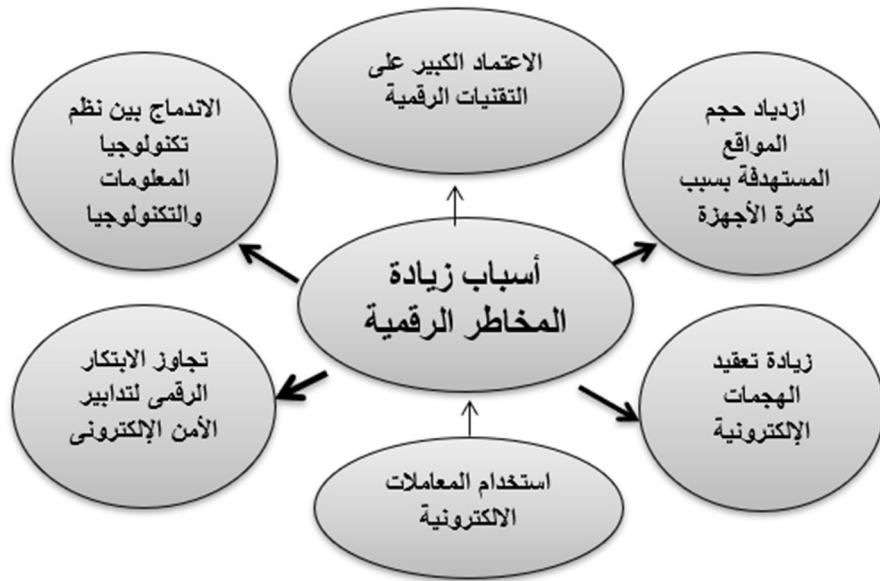 الاعتماد الكبير على
التقنيات الرقمية
ازدياد حجم
المواقع
المستهدفة بسبب
كثرة الأجهزة
الاندماج بين نظم
تكنولوجيا
المعلومات
والتكنولوجيا
أسباب زيادة
المخاطر الرقمية
زيادة تعقيد
الهجمات
الإلكترونية
تجاوز الابتكار
الرقمى لتدابير
الأمن الإلكترونى
استخدام المعاملات
الالكترونية